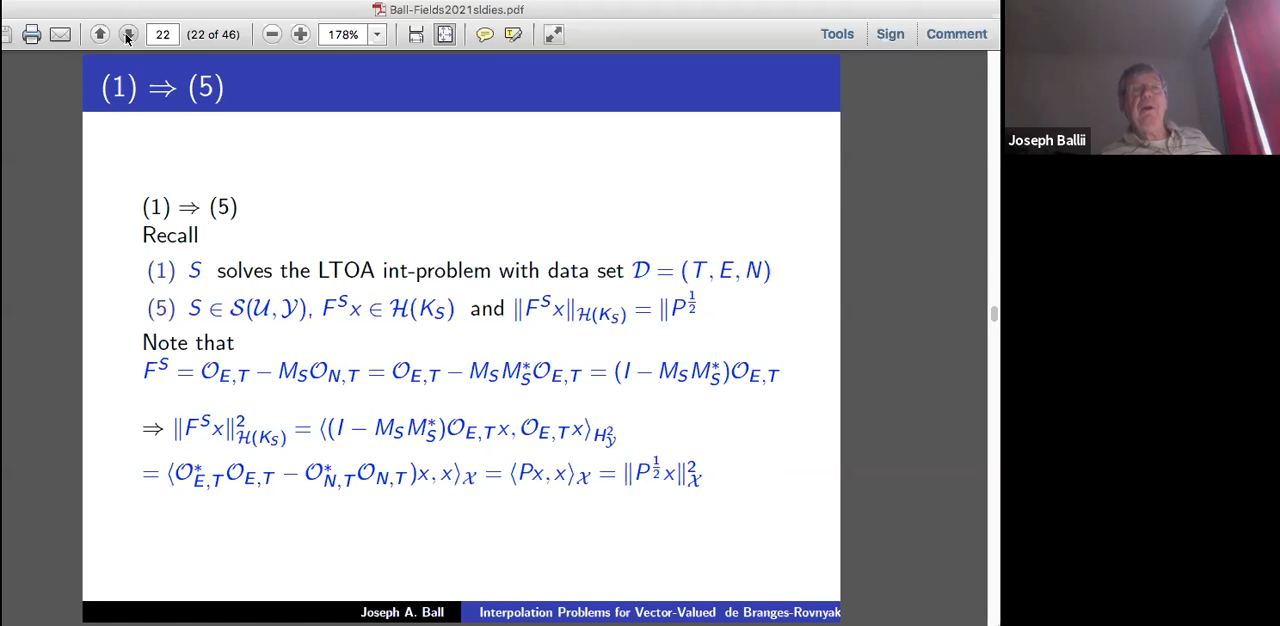 Ball-Fields2021sldies.pdf
22 (22 of 46) 178% Tools Sign Comment
(1) ⇒ (5)
Joseph Ballii
(1) ⇒ (5)
Recall
(1) S solves the LTOA int-problem with data set 𝒟 = (T, E, N)
(5) S ∈ 𝒮(𝒰, 𝒴), F^S x ∈ ℋ(K_S) and ‖F^S x‖_{ℋ(K_S)} = ‖P^{1/2}
Note that
F^S = 𝒪_{E,T} − M_S 𝒪_{N,T} = 𝒪_{E,T} − M_S M_S^* 𝒪_{E,T} = (I − M_S M_S^*)𝒪_{E,T}
⇒ ‖F^S x‖²_{ℋ(K_S)} = ⟨(I − M_S M_S^*)𝒪_{E,T} x, 𝒪_{E,T} x⟩_{H²_𝒴}
= ⟨𝒪^*_{E,T} 𝒪_{E,T} − 𝒪^*_{N,T} 𝒪_{N,T})x, x⟩_𝒳 = ⟨Px, x⟩_𝒳 = ‖P^{1/2} x‖²_𝒳
Joseph A. Ball Interpolation Problems for Vector-Valued de Branges-Rovnyak